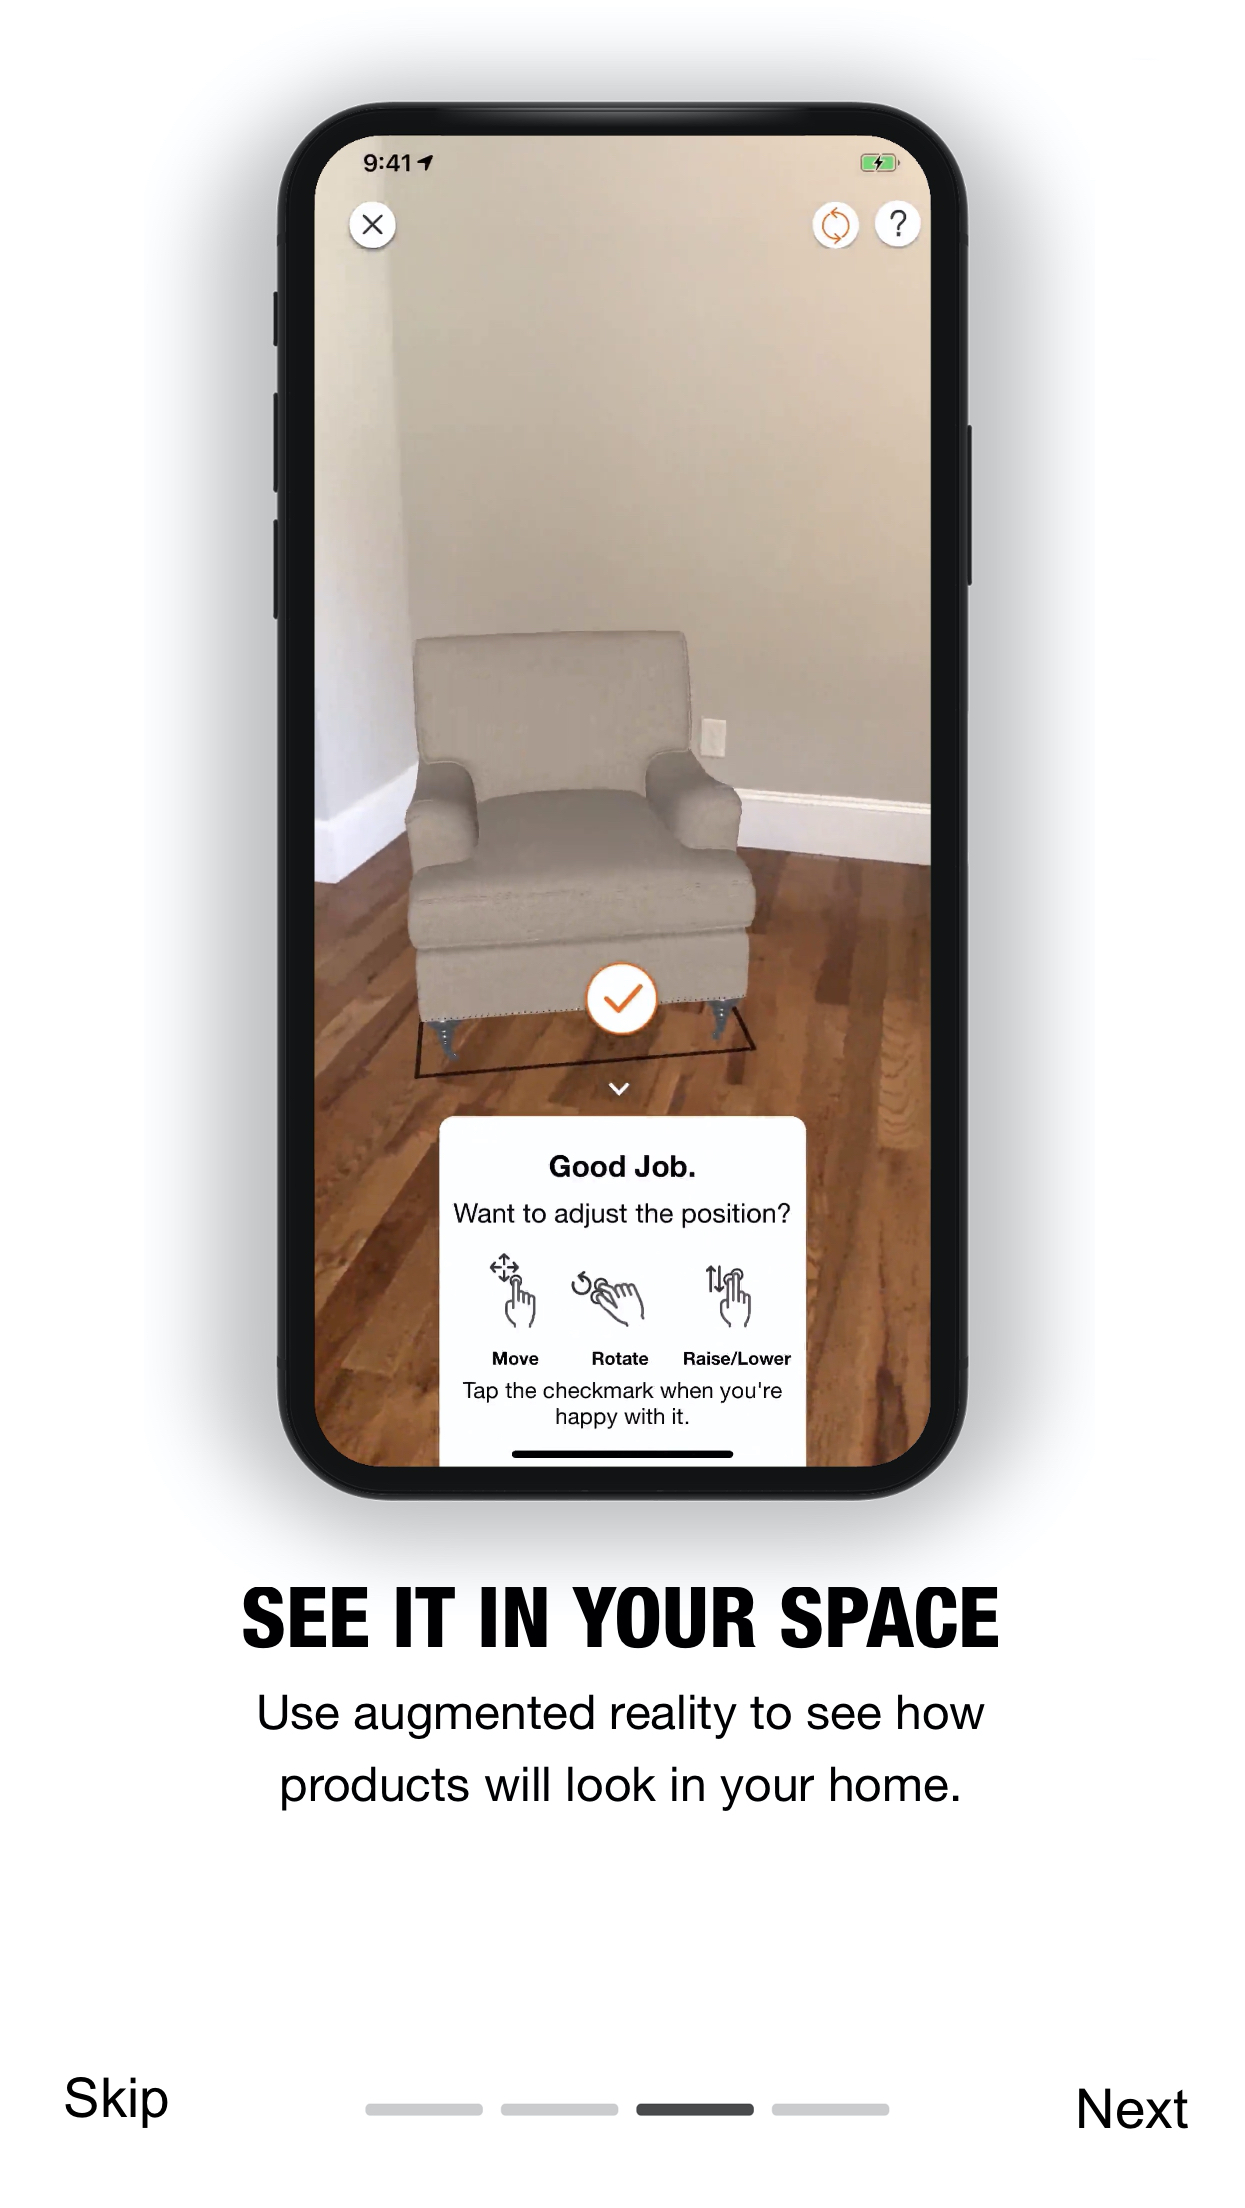 9:41
?
Good Job.
Want to adjust the position?
Move Rotate Raise/Lower
Tap the checkmark when you're
happy with it.
SEE IT IN YOUR SPACE
Use augmented reality to see how
products will look in your home.
Skip Next